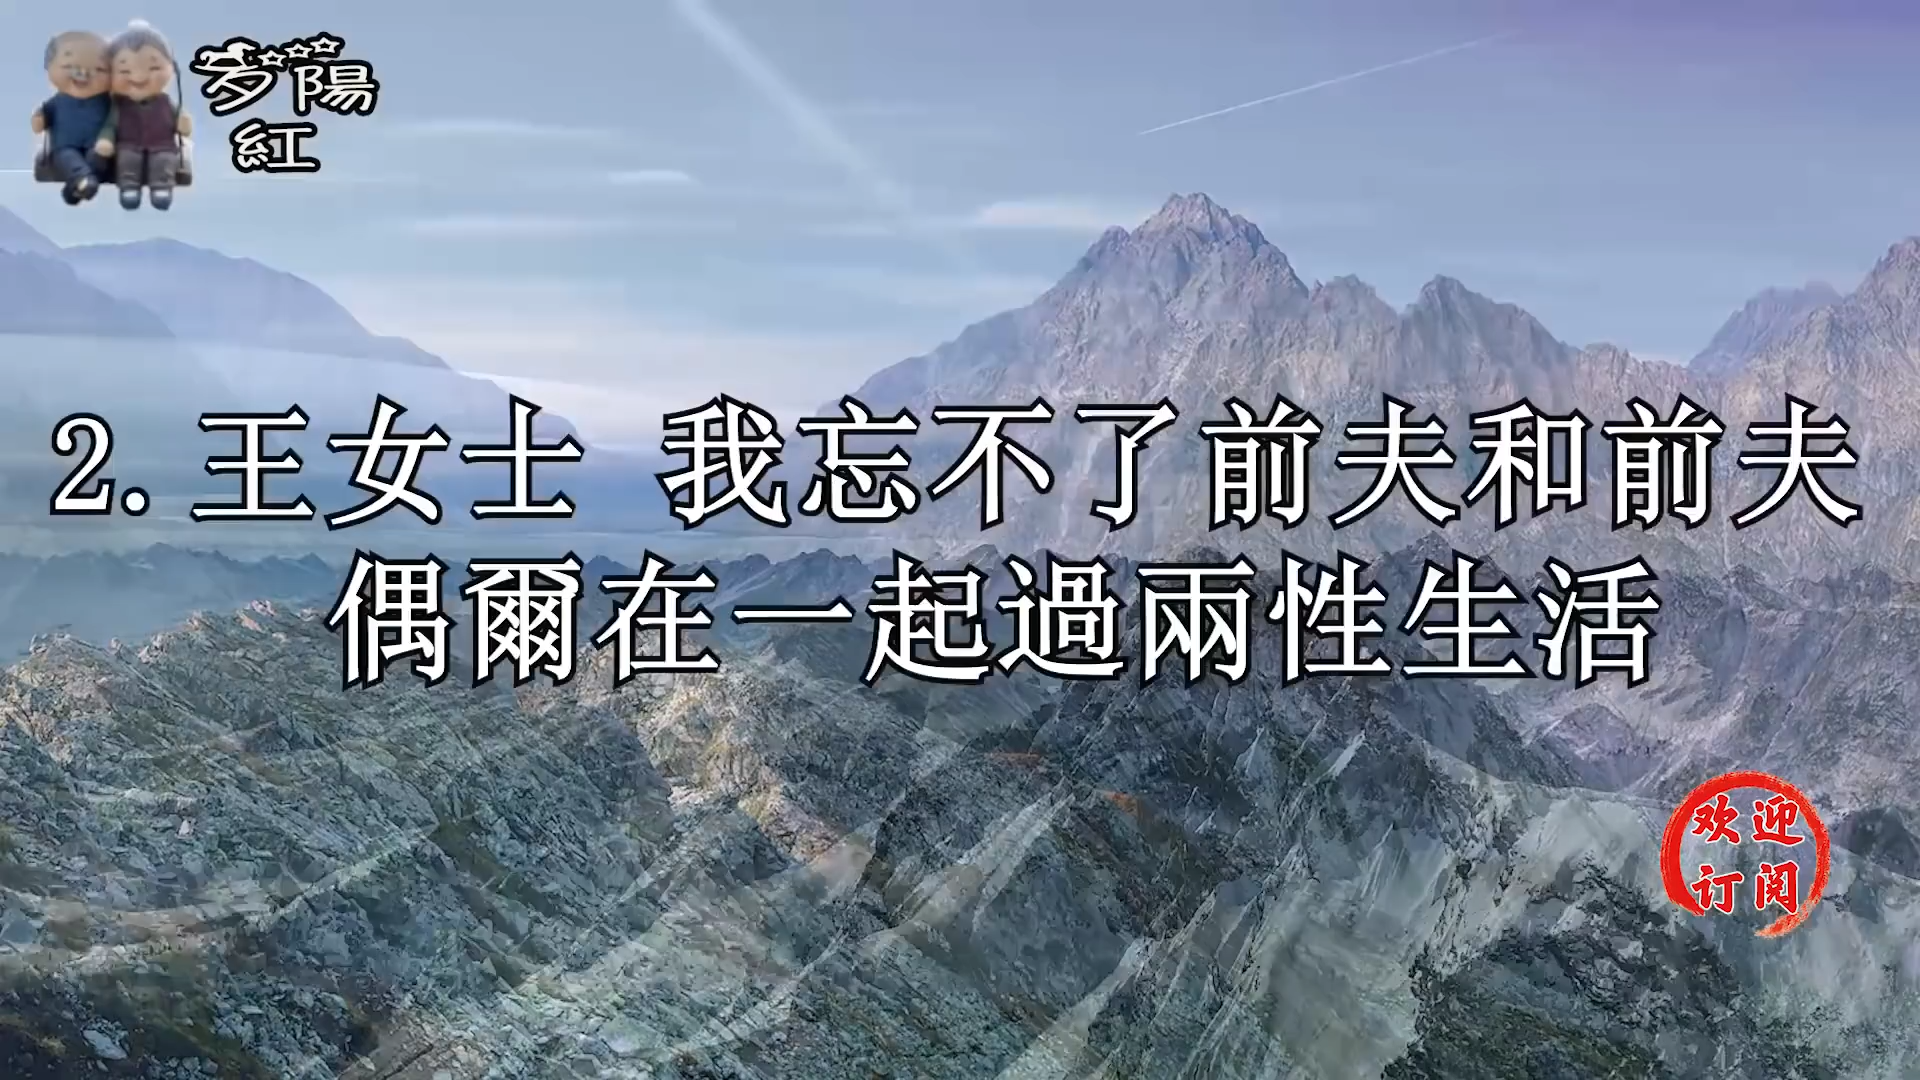 夕陽
紅
2.王女士 我忘不了前夫和前夫
偶爾在一起過兩性生活
欢迎
订阅